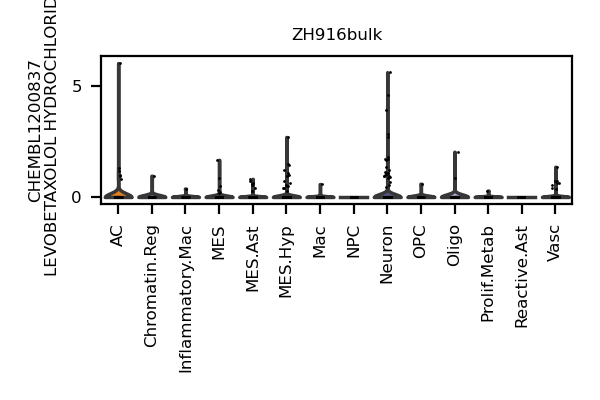 ZH916bulk
CHEMBL1200837
LEVOBETAXOLOL HYDROCHLORID
5
0
AC
Chromatin.Reg
Inflammatory.Mac
MES
MES.Ast
MES.Hyp
Mac
NPC
Neuron
OPC
Oligo
Prolif.Metab
Reactive.Ast
Vasc